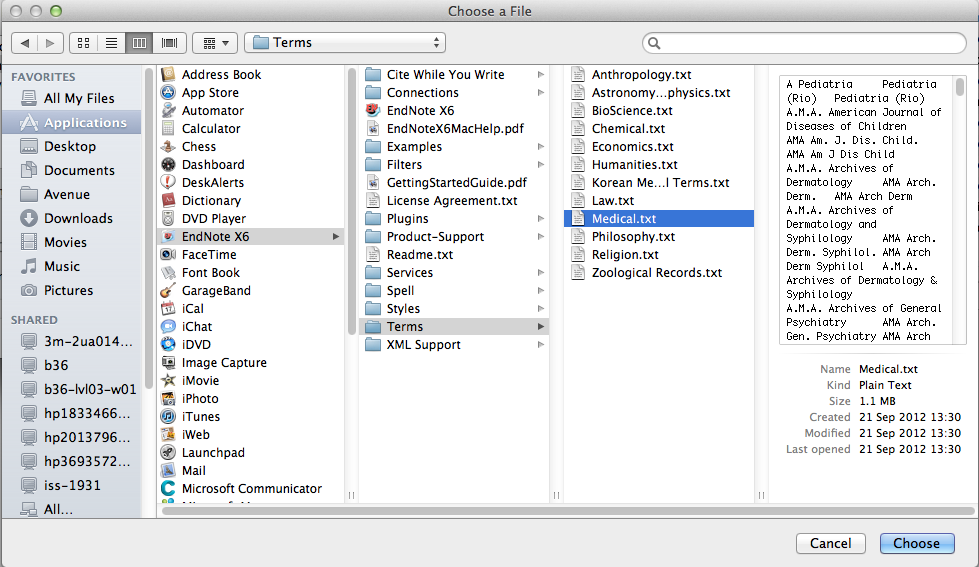 Choose a File
Terms
FAVORITES
All My Files
Applications
Desktop
Documents
Avenue
Downloads
Movies
Music
Pictures
SHARED
3m-2ua014...
b36
b36-lvl03-w01
hp1833466...
hp2013796...
hp3693572...
iss-1931
All...
Address Book
App Store
Automator
Calculator
Chess
Dashboard
DeskAlerts
Dictionary
DVD Player
EndNote X6
FaceTime
Font Book
GarageBand
iCal
iChat
iDVD
Image Capture
iMovie
iPhoto
iTunes
iWeb
Launchpad
Mail
Microsoft Communicator
Cite While You Write
Connections
EndNote X6
EndNoteX6MacHelp.pdf
Examples
Filters
GettingStartedGuide.pdf
License Agreement.txt
Plugins
Product-Support
Readme.txt
Services
Spell
Styles
Terms
XML Support
Anthropology.txt
Astronomy...physics.txt
BioScience.txt
Chemical.txt
Economics.txt
Humanities.txt
Korean Me...l Terms.txt
Law.txt
Medical.txt
Philosophy.txt
Religion.txt
Zoological Records.txt
A Pediatria Pediatria
(Rio) Pediatria (Rio)
A.M.A. American Journal of
Diseases of Children
AMA Am. J. Dis. Child.
AMA Am J Dis Child
A.M.A. Archives of
Dermatology AMA Arch.
Derm. AMA Arch Derm
A.M.A. Archives of
Dermatology and
Syphilology AMA Arch.
Derm. Syphilol. AMA Arch
Derm Syphilol A.M.A.
Archives of Dermatology &
Syphilology
A.M.A. Archives of General
Psychiatry AMA Arch.
Gen. Psychiatry AMA Arch
Name Medical.txt
Kind Plain Text
Size 1.1 MB
Created 21 Sep 2012 13:30
Modified 21 Sep 2012 13:30
Last opened 21 Sep 2012 13:30
Cancel
Choose